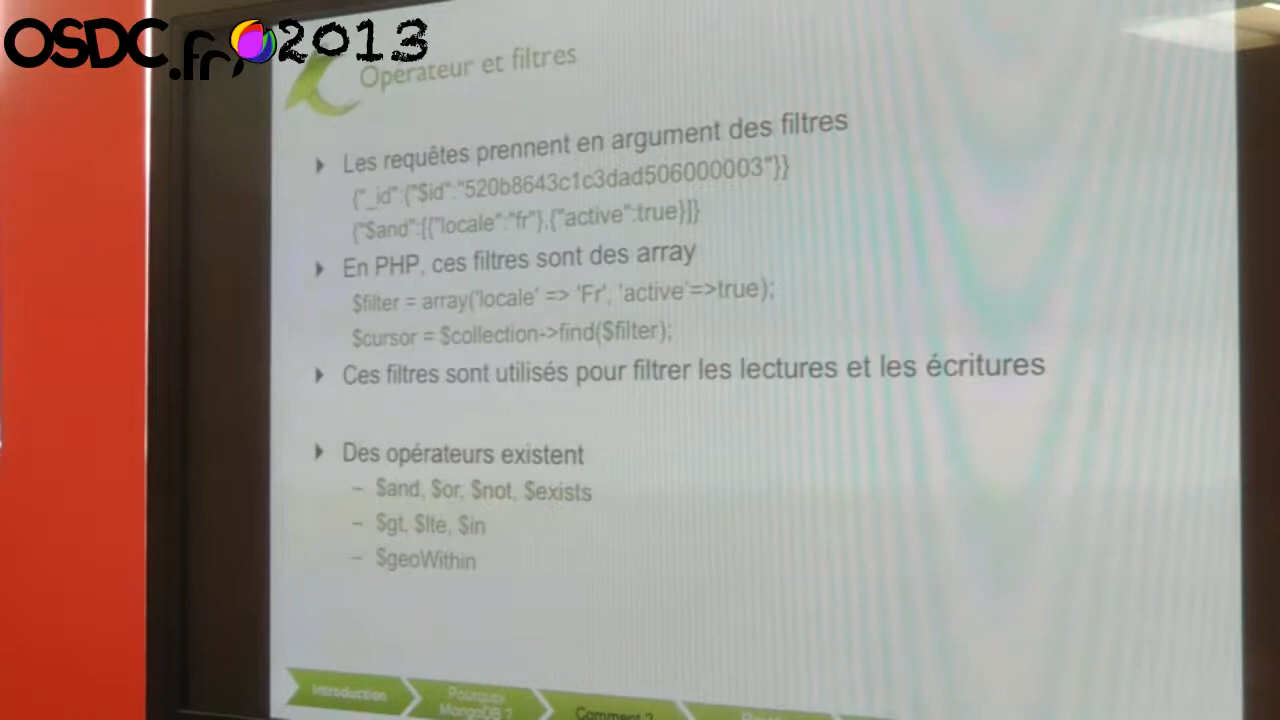 OSDC.fr 2013
Operateur et filtres
Les requêtes prennent en argument des filtres
{"_id":{"$id":"520b8643c1c3dad506000003"}}
{"$and":[{"locale":"fr"},{"active":true}]}
En PHP, ces filtres sont des array
$filter = array('locale' => 'Fr', 'active'=>true);
$cursor = $collection->find($filter);
Ces filtres sont utilisés pour filtrer les lectures et les écritures
Des opérateurs existent
– $and, $or, $not, $exists
– $gt, $lte, $in
– $geoWithin
Introduction
Pourquoi
MongoDB ?
Comment ?